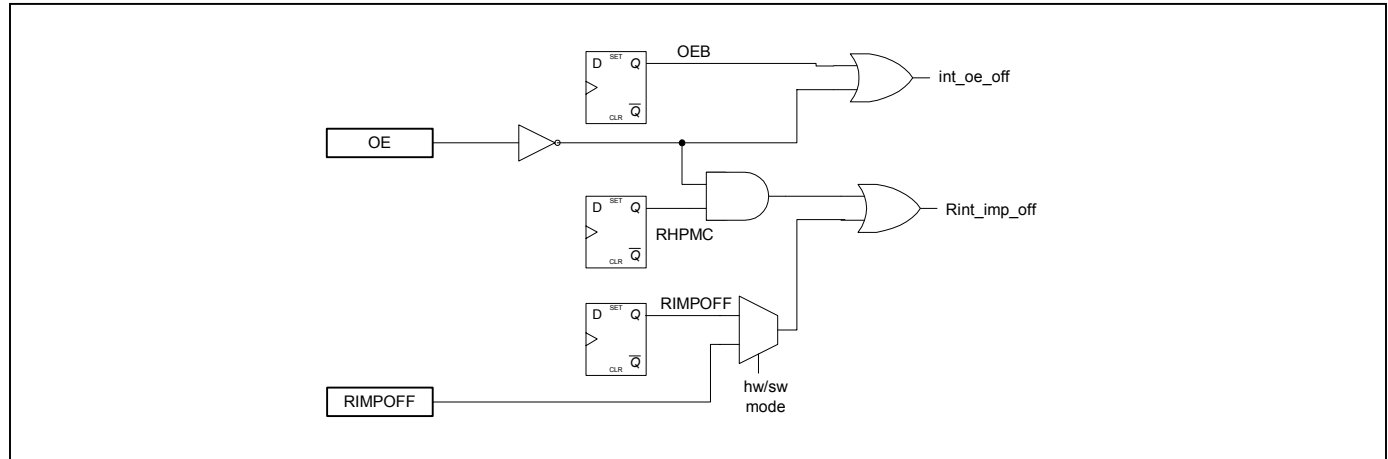 OEB
D SET Q
Q
CLR
int_oe_off
OE
D SET Q
RHPMC
Q
CLR
Rint_imp_off
RIMPOFF
D SET Q
Q
CLR
hw/sw
mode
RIMPOFF